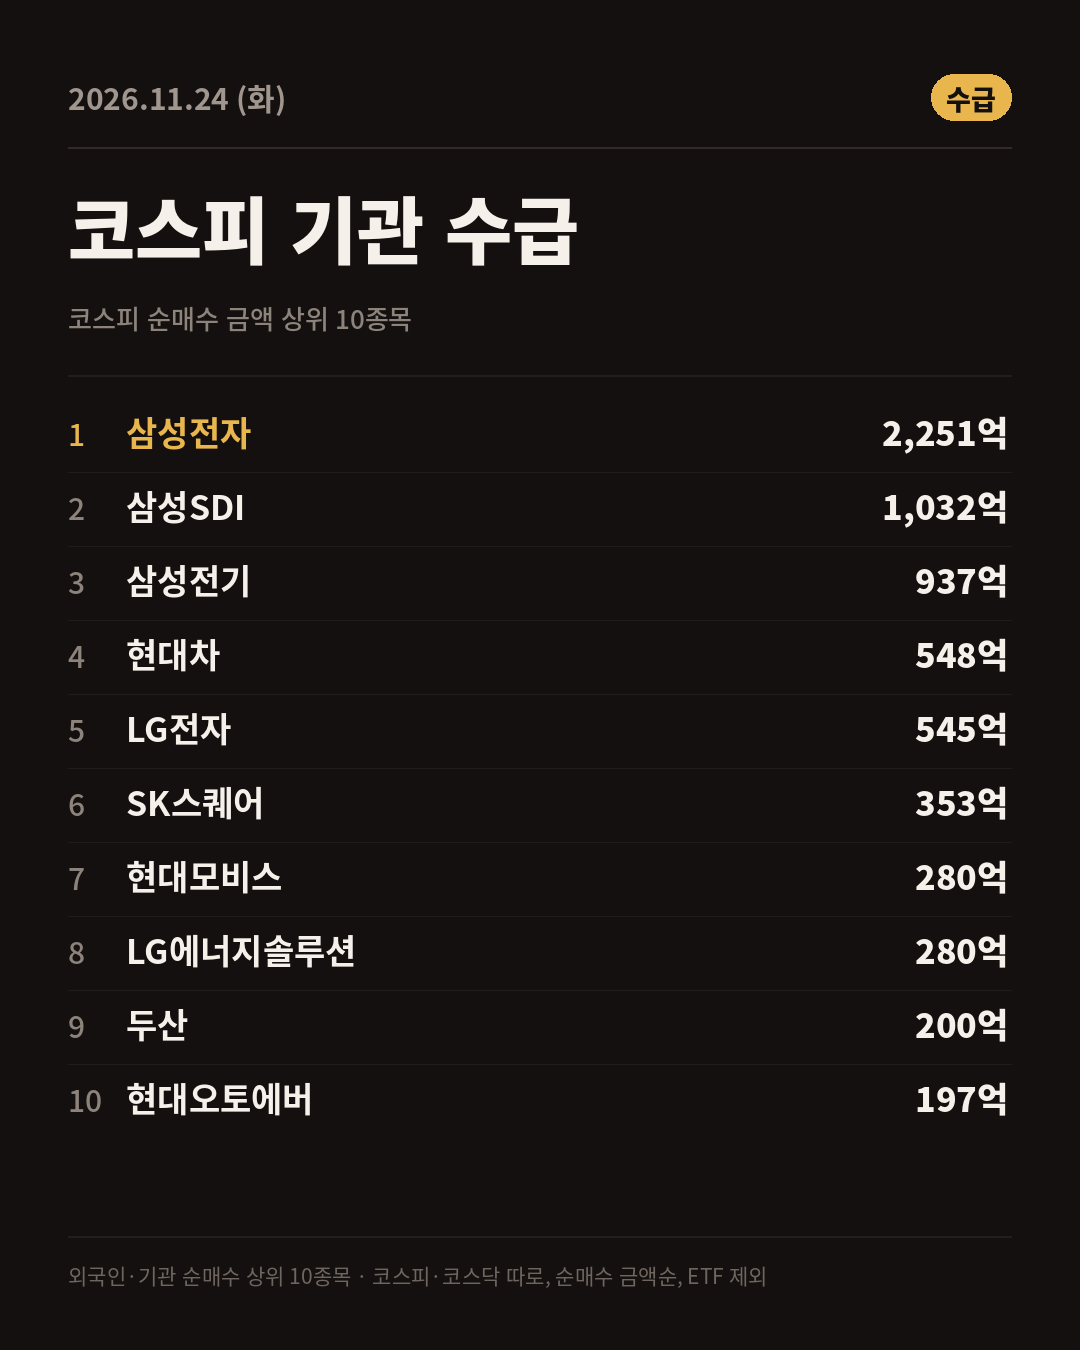 2026.11.24 (화)
수급
코스피 기관 수급
코스피 순매수 금액 상위 10종목
1 삼성전자 2,251억
2 삼성SDI 1,032억
3 삼성전기 937억
4 현대차 548억
5 LG전자 545억
6 SK스퀘어 353억
7 현대모비스 280억
8 LG에너지솔루션 280억
9 두산 200억
10 현대오토에버 197억
외국인·기관 순매수 상위 10종목 · 코스피·코스닥 따로, 순매수 금액순, ETF 제외